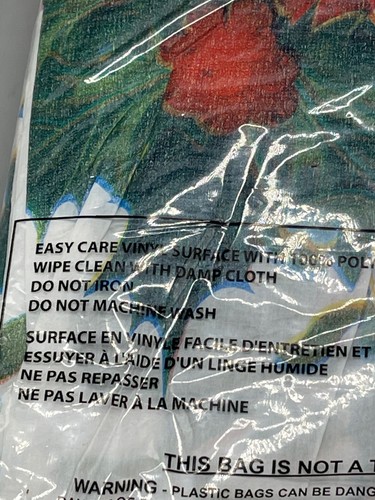 EASY CARE VINYL SURFACE WITH 100%
WIPE CLEAN WITH DAMP CLOTH
DO NOT IRON
DO NOT MACHINE WASH
SURFACE EN VINYLE FACILE D'ENTRETIEN ET
ESSUYER À L'AIDE D'UN LINGE HUMIDE
NE PAS REPASSER
NE PAS LAVER À LA MACHINE
THIS BAG IS NOT A
WARNING - PLASTIC BAGS CAN BE